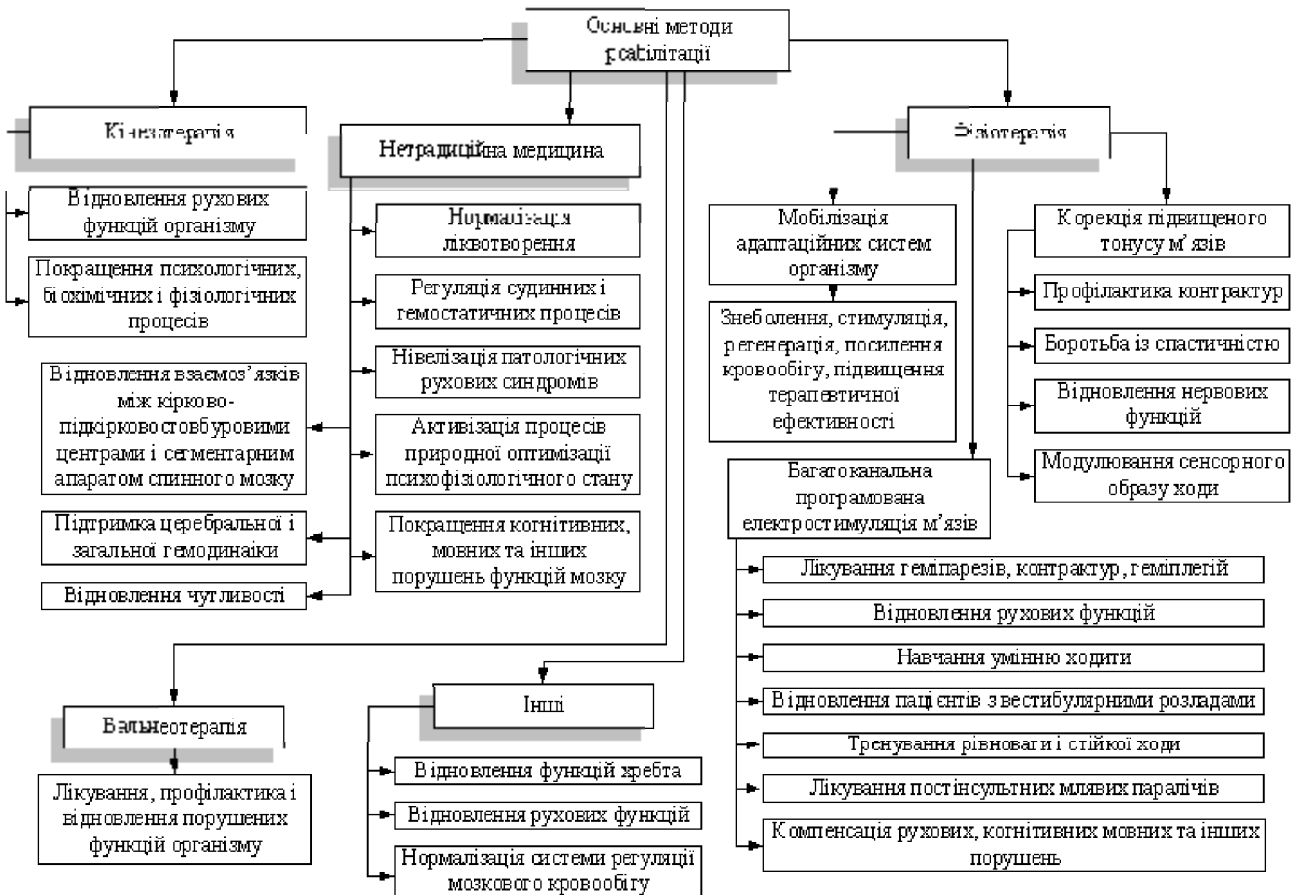 Основні методи
реабілітації
Кінезотерапія
Відновлення рухових
функцій організму
Покращення психологічних,
біохімічних і фізіологічних
процесів
Нетрадиційна медицина
Нормалізація
ліквотворення
Регуляція судинних і
гемостатичних процесів
Нівелізація патологічних
рухових синдромів
Активізація процесів
природної оптимізації
психофізіологічного стану
Покращення когнітивних,
мовних та інших
порушень функцій мозку
Відновлення взаємоз’язків
між кірково-
підкірковостовбуровими
центрами і сегментарним
апаратом спинного мозку
Підтримка церебральної і
загальної гемодинаіки
Відновлення чутливості
Фізіотерапія
Мобілізація
адаптаційних систем
організму
Знеболення, стимуляція,
регенерація, посилення
кровообігу, підвищення
терапевтичної
ефективності
Корекція підвищеного
тонусу м’язів
Профілактика контрактур
Боротьба із спастичністю
Відновлення нервових
функцій
Модулювання сенсорного
образу ходи
Багатоканальна
програмована
електростимуляція м’язів
Лікування геміпарезів, контрактур, геміплегій
Відновлення рухових функцій
Навчання умінню ходити
Відновлення пацієнтів з вестибулярними розладами
Тренування рівноваги і стійкої ходи
Лікування постінсультних млявих паралічів
Компенсація рухових, когнітивних мовних та інших
порушень
Бальнеотерапія
Лікування, профілактика і
відновлення порушених
функцій організму
Інші
Відновлення функцій хребта
Відновлення рухових функцій
Нормалізація системи регуляції
мозкового кровообігу